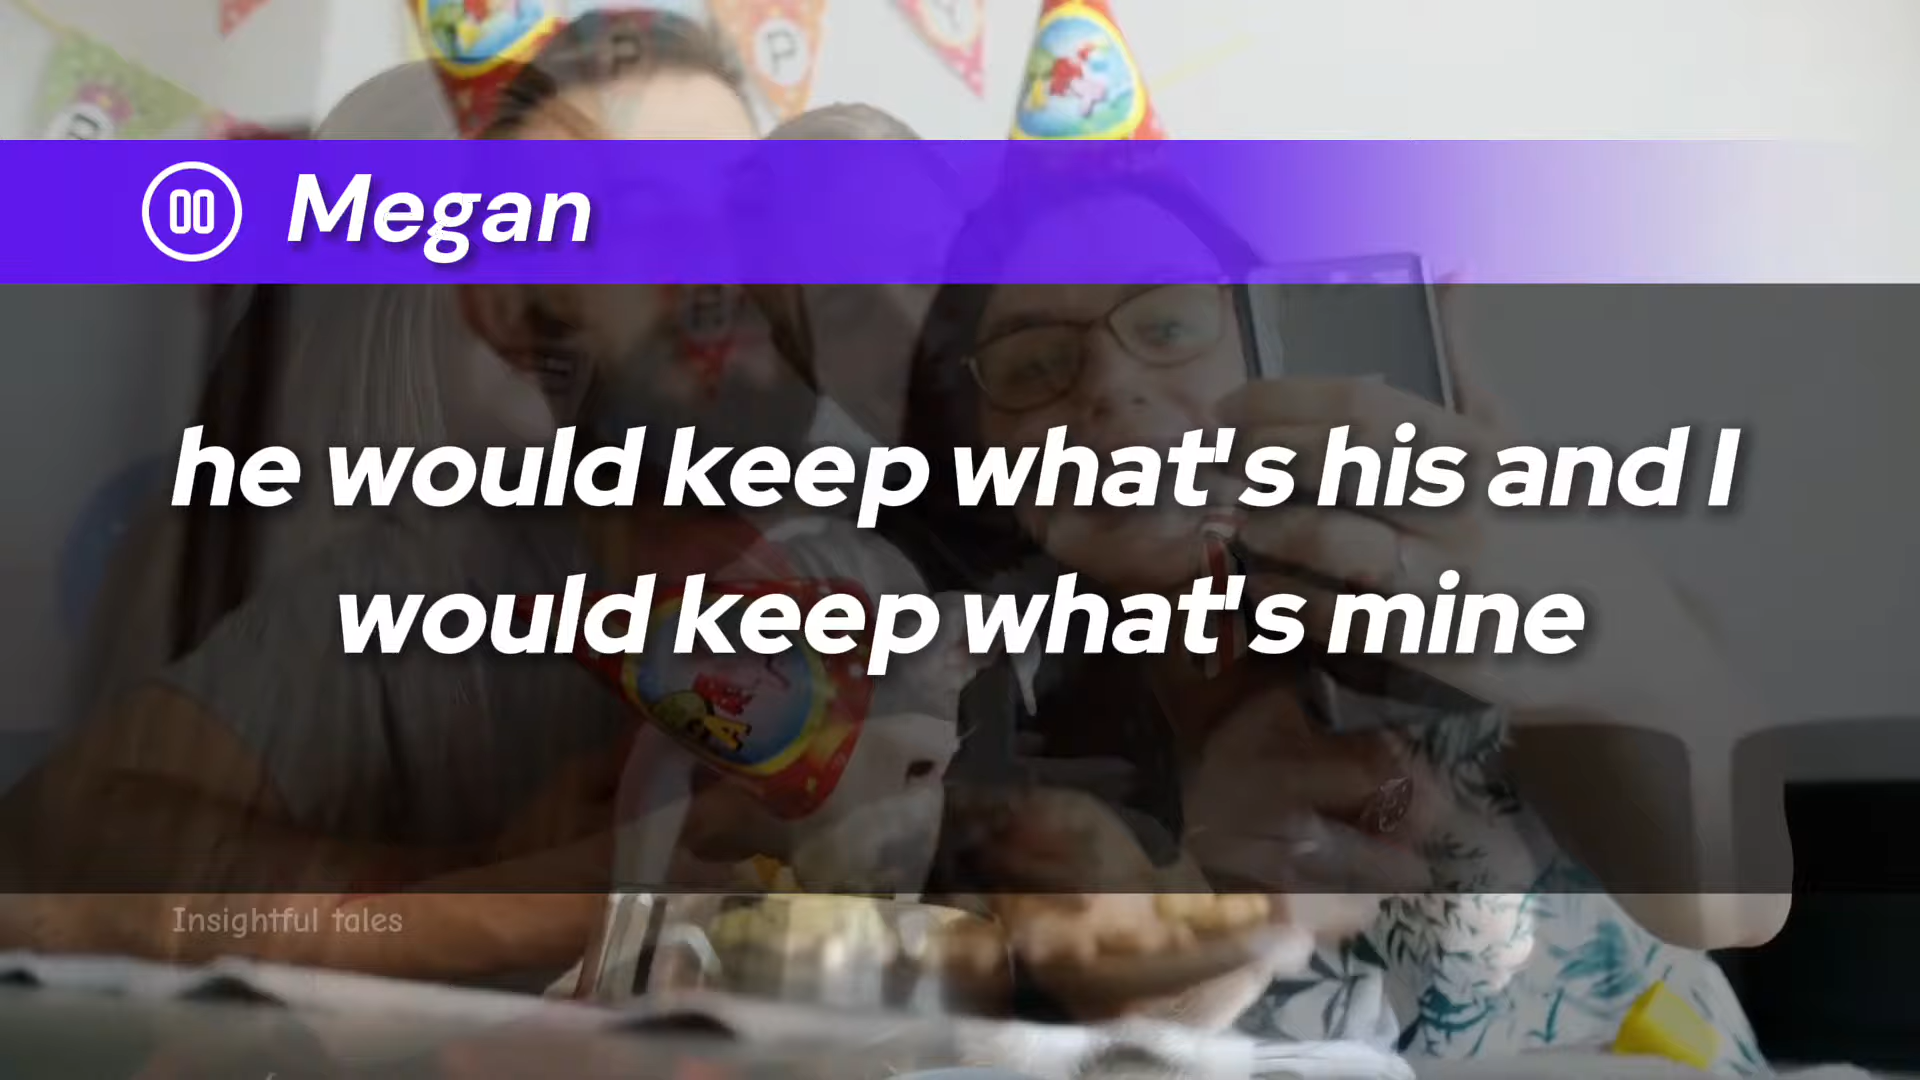 P
P
P
Megan
he would keep what's his and I
would keep what's mine
Insightful tales